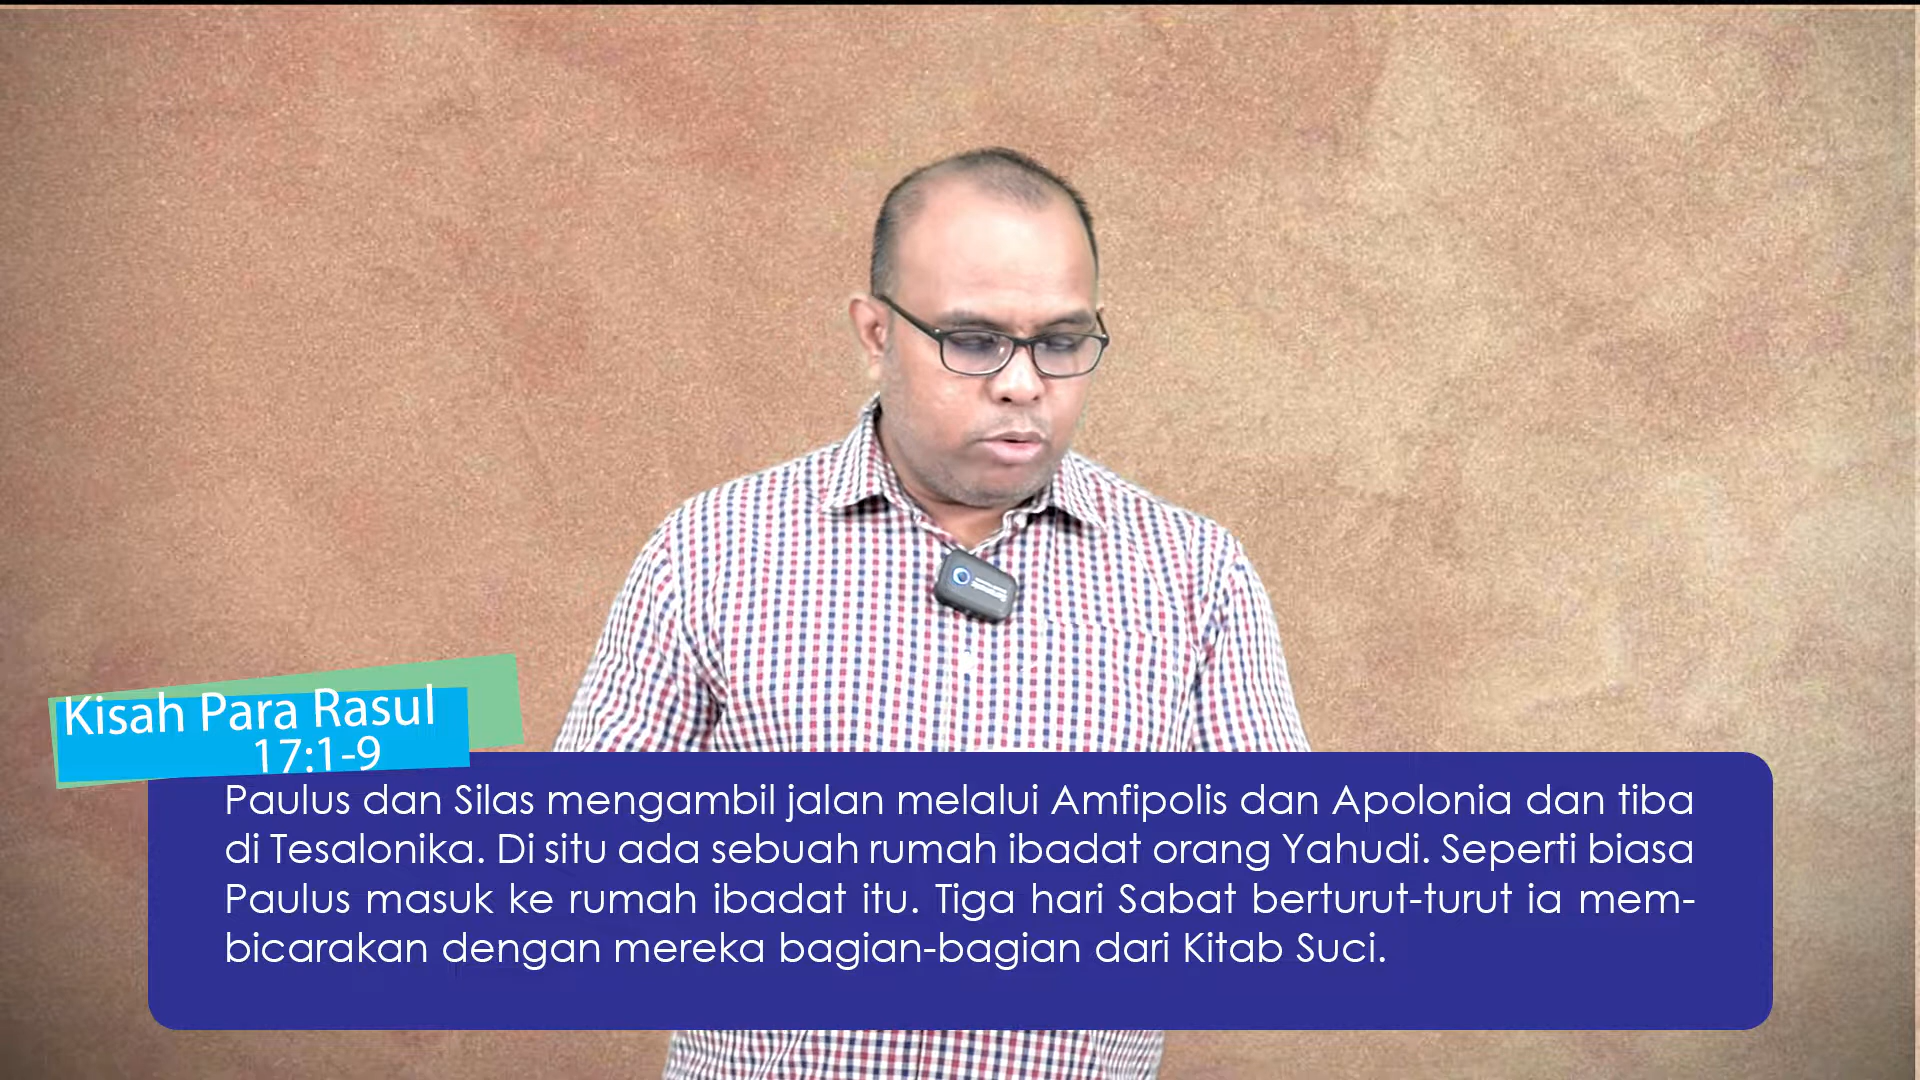 Kisah Para Rasul
17:1-9
Paulus dan Silas mengambil jalan melalui Amfipolis dan Apolonia dan tiba
di Tesalonika. Di situ ada sebuah rumah ibadat orang Yahudi. Seperti biasa
Paulus masuk ke rumah ibadat itu. Tiga hari Sabat berturut-turut ia mem-
bicarakan dengan mereka bagian-bagian dari Kitab Suci.